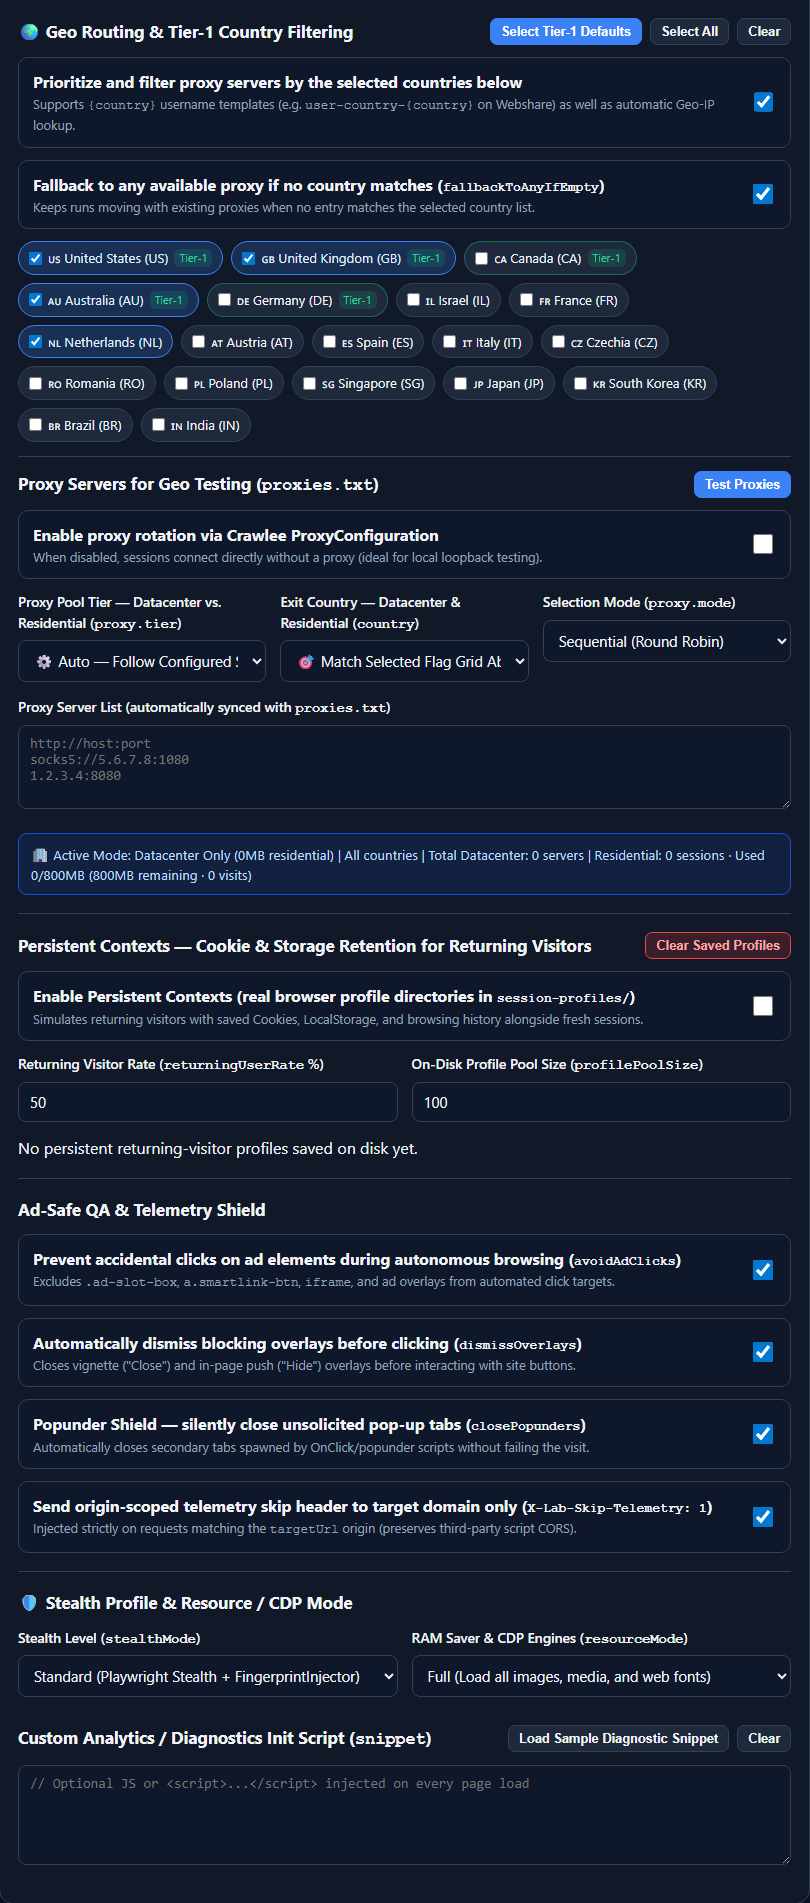 Geo Routing & Tier-1 Country Filtering
Select Tier-1 Defaults
Select All
Clear
Prioritize and filter proxy servers by the selected countries below
Supports {country} username templates (e.g. user-country-{country} on Webshare) as well as automatic Geo-IP
lookup.
Fallback to any available proxy if no country matches (fallbackToAnyIfEmpty)
Keeps runs moving with existing proxies when no entry matches the selected country list.
US United States (US) Tier-1
GB United Kingdom (GB) Tier-1
CA Canada (CA) Tier-1
AU Australia (AU) Tier-1
DE Germany (DE) Tier-1
IL Israel (IL)
FR France (FR)
NL Netherlands (NL)
AT Austria (AT)
ES Spain (ES)
IT Italy (IT)
CZ Czechia (CZ)
RO Romania (RO)
PL Poland (PL)
SG Singapore (SG)
JP Japan (JP)
KR South Korea (KR)
BR Brazil (BR)
IN India (IN)
Proxy Servers for Geo Testing (proxies.txt)
Test Proxies
Enable proxy rotation via Crawlee ProxyConfiguration
When disabled, sessions connect directly without a proxy (ideal for local loopback testing).
Proxy Pool Tier — Datacenter vs.
Residential (proxy.tier)
Auto — Follow Configured S
Exit Country — Datacenter &
Residential (country)
Match Selected Flag Grid Ab
Selection Mode (proxy.mode)
Sequential (Round Robin)
Proxy Server List (automatically synced with proxies.txt)
http://host:port
socks5://5.6.7.8:1080
1.2.3.4:8080
Active Mode: Datacenter Only (0MB residential) | All countries | Total Datacenter: 0 servers | Residential: 0 sessions · Used
0/800MB (800MB remaining · 0 visits)
Persistent Contexts — Cookie & Storage Retention for Returning Visitors
Clear Saved Profiles
Enable Persistent Contexts (real browser profile directories in session-profiles/)
Simulates returning visitors with saved Cookies, LocalStorage, and browsing history alongside fresh sessions.
Returning Visitor Rate (returningUserRate %)
50
On-Disk Profile Pool Size (profilePoolSize)
100
No persistent returning-visitor profiles saved on disk yet.
Ad-Safe QA & Telemetry Shield
Prevent accidental clicks on ad elements during autonomous browsing (avoidAdClicks)
Excludes .ad-slot-box, a.smartlink-btn, iframe, and ad overlays from automated click targets.
Automatically dismiss blocking overlays before clicking (dismissOverlays)
Closes vignette ("Close") and in-page push ("Hide") overlays before interacting with site buttons.
Popunder Shield — silently close unsolicited pop-up tabs (closePopunders)
Automatically closes secondary tabs spawned by OnClick/popunder scripts without failing the visit.
Send origin-scoped telemetry skip header to target domain only (X-Lab-Skip-Telemetry: 1)
Injected strictly on requests matching the targetUrl origin (preserves third-party script CORS).
Stealth Profile & Resource / CDP Mode
Stealth Level (stealthMode)
Standard (Playwright Stealth + FingerprintInjector)
RAM Saver & CDP Engines (resourceMode)
Full (Load all images, media, and web fonts)
Custom Analytics / Diagnostics Init Script (snippet)
Load Sample Diagnostic Snippet
Clear
// Optional JS or <script>...</script> injected on every page load